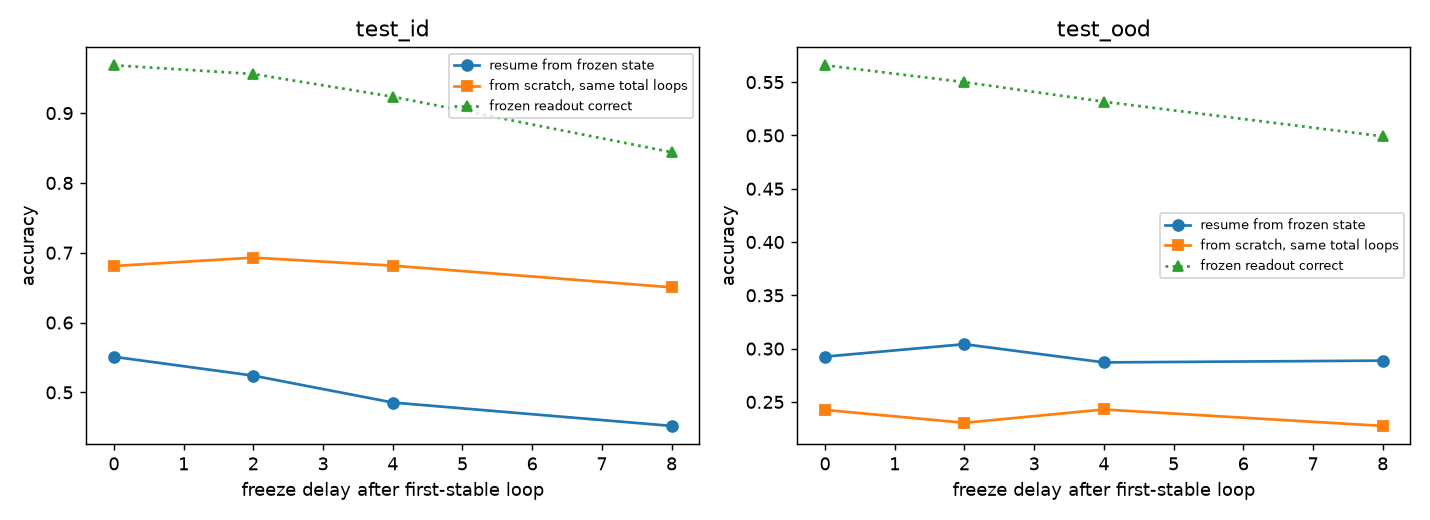 test_id
accuracy
0.9
0.8
0.7
0.6
0.5
resume from frozen state
from scratch, same total loops
frozen readout correct
0 1 2 3 4 5 6 7 8
freeze delay after first-stable loop
test_ood
accuracy
0.55
0.50
0.45
0.40
0.35
0.30
0.25
resume from frozen state
from scratch, same total loops
frozen readout correct
0 1 2 3 4 5 6 7 8
freeze delay after first-stable loop